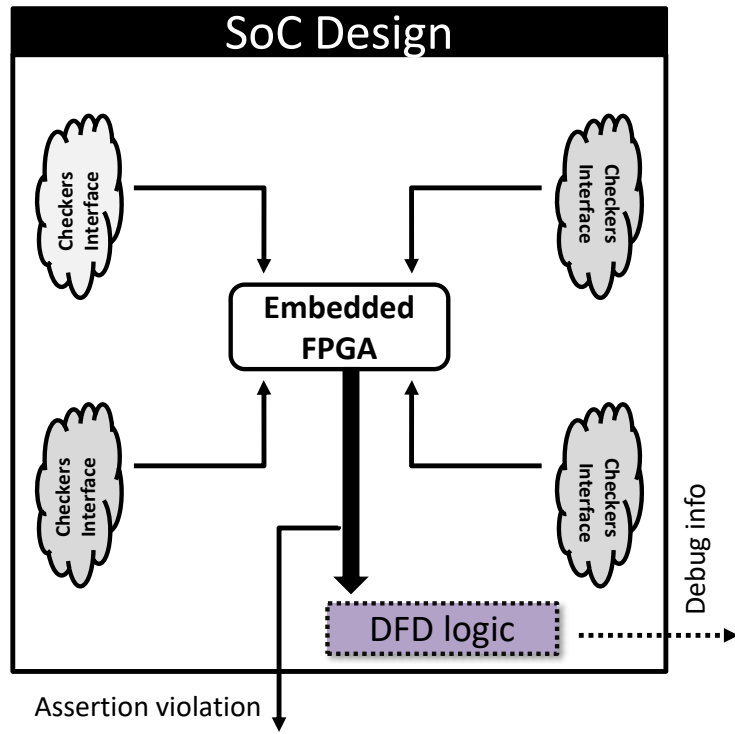 SoC Design
Checkers
Interface
Checkers
Interface
Embedded
FPGA
Checkers
Interface
Checkers
Interface
Debug info
DFD logic
Assertion violation